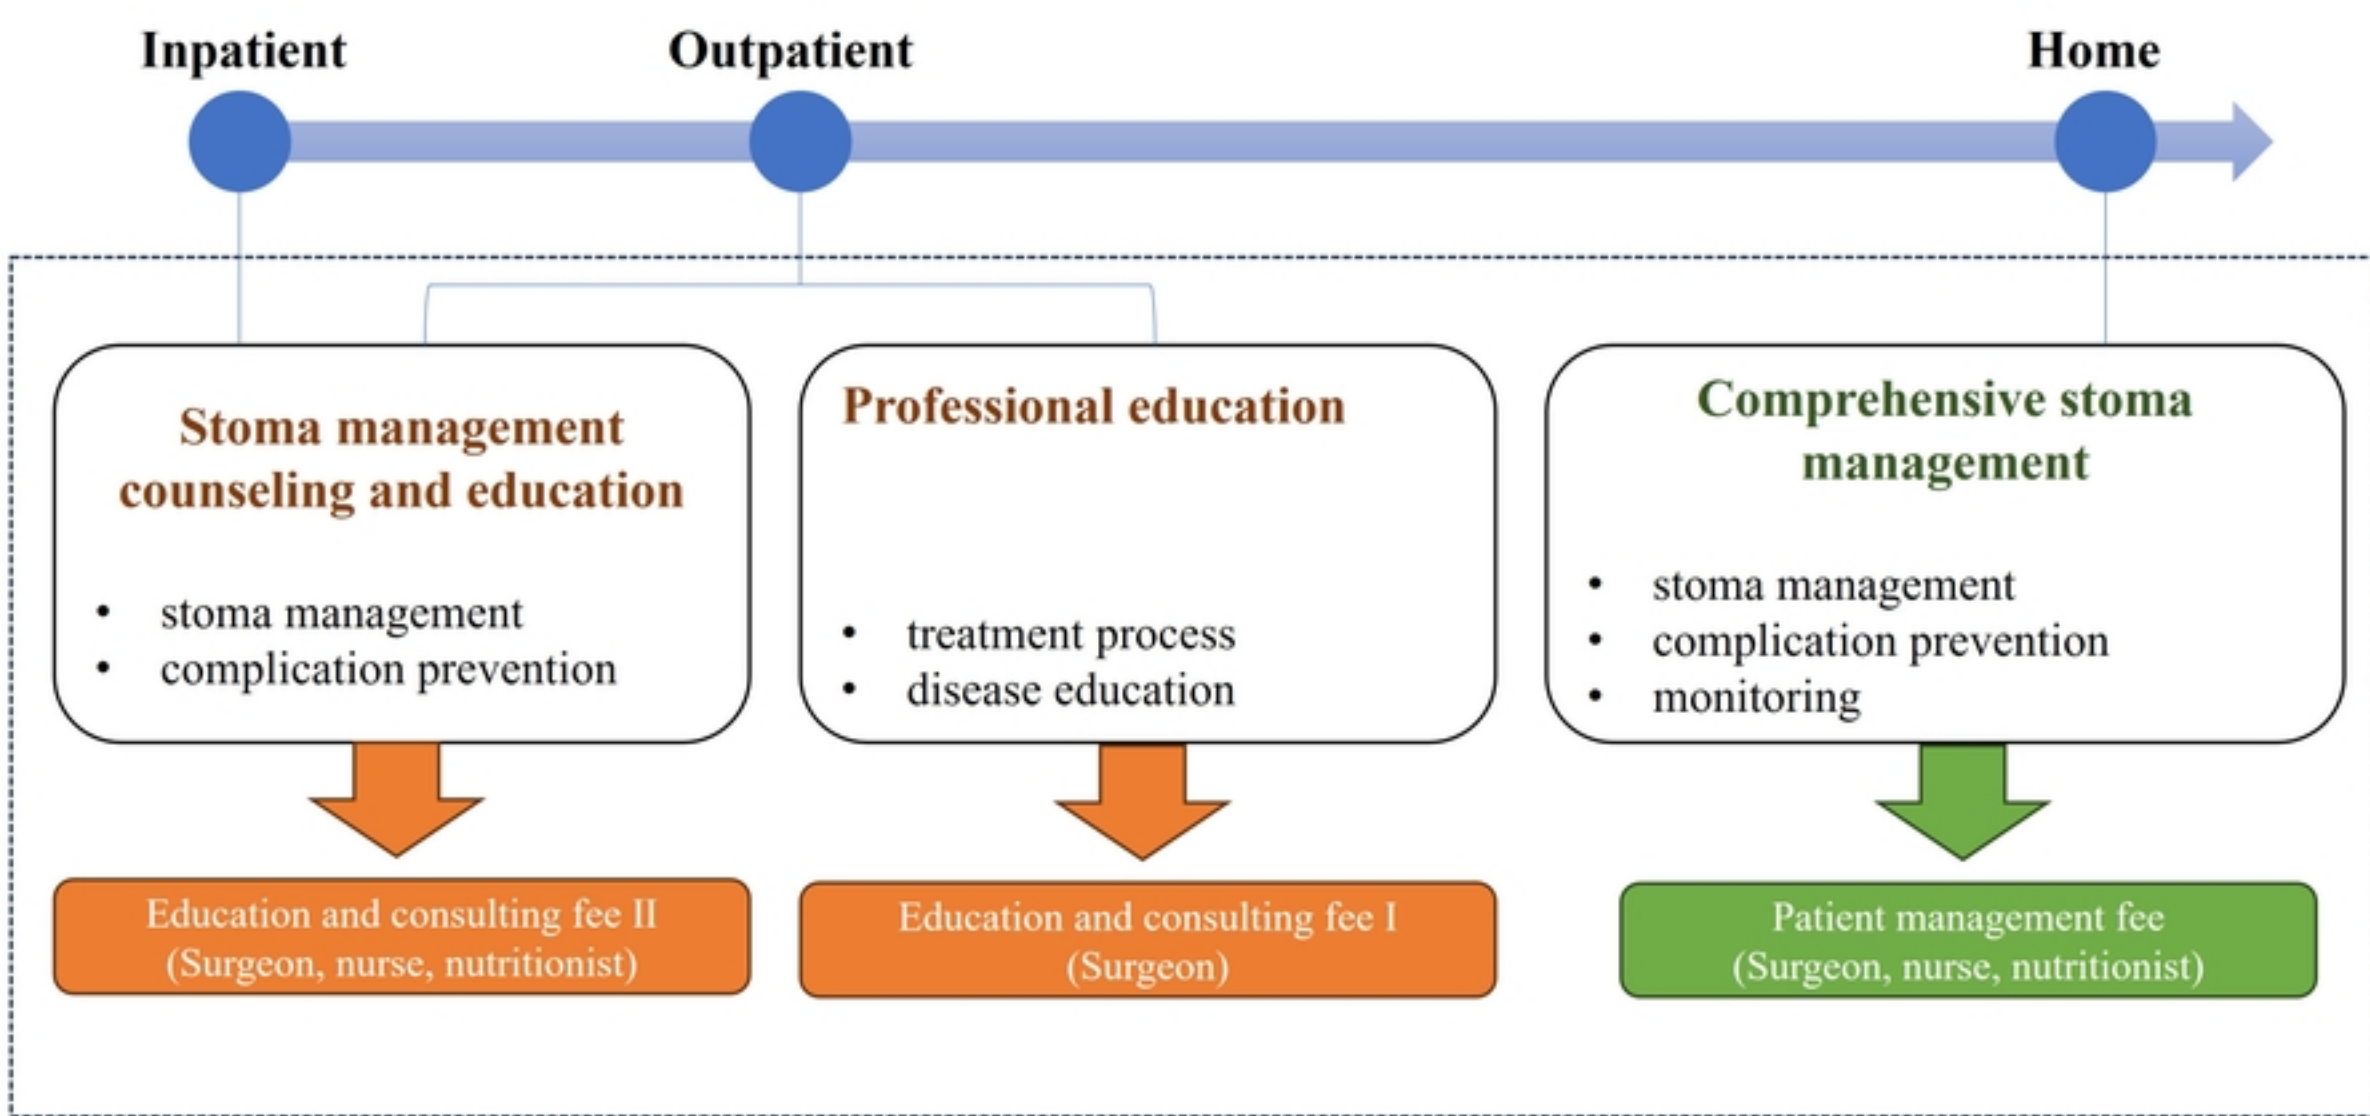 Inpatient
Outpatient
Home
Stoma management
counseling and education
• stoma management
• complication prevention
Professional education
• treatment process
• disease education
Comprehensive stoma
management
• stoma management
• complication prevention
• monitoring
Education and consulting fee II
(Surgeon, nurse, nutritionist)
Education and consulting fee I
(Surgeon)
Patient management fee
(Surgeon, nurse, nutritionist)